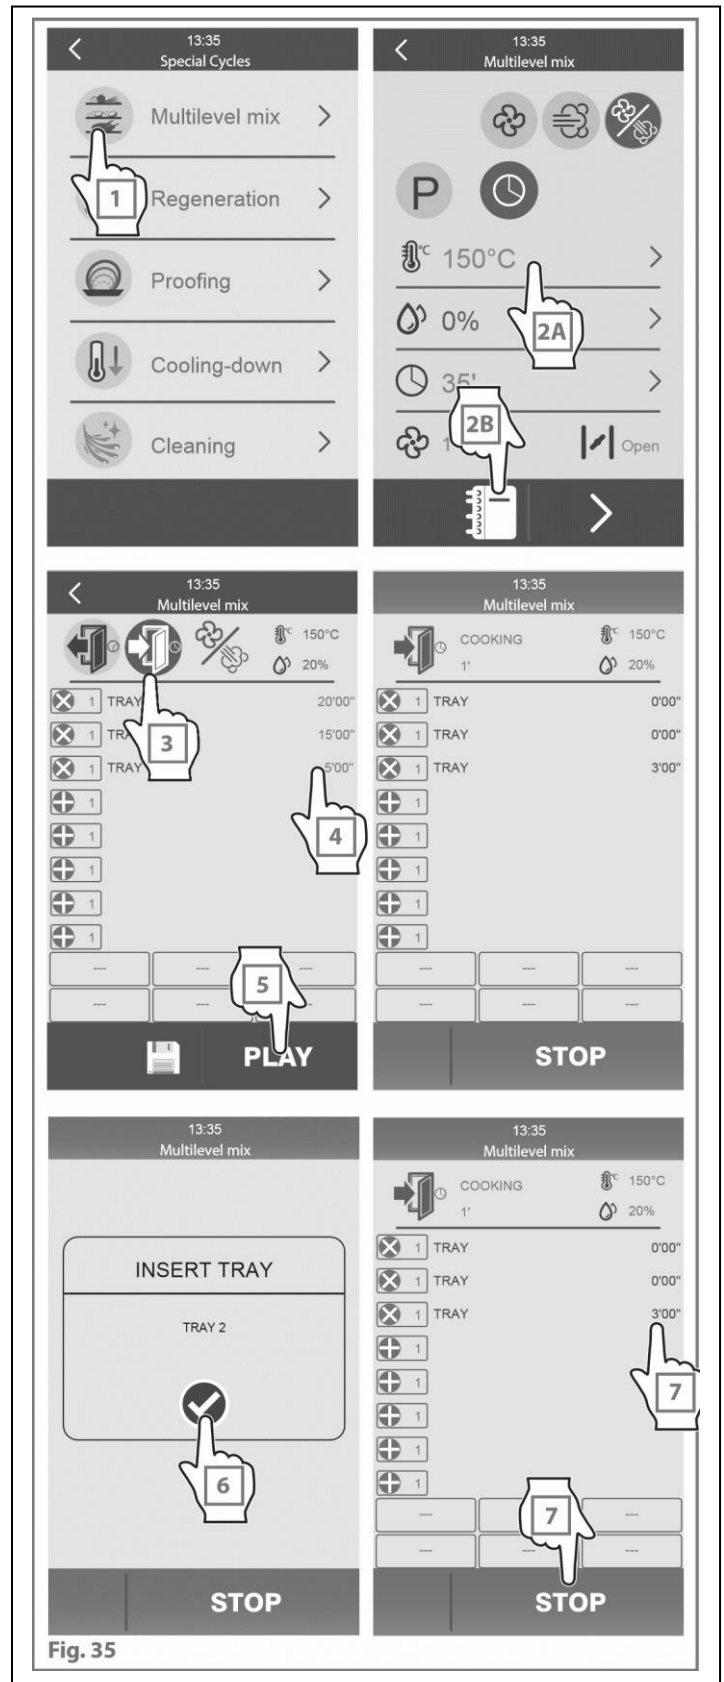 13:35
Special Cycles
Multilevel mix
1
Regeneration
Proofing
Cooling-down
Cleaning
13:35
Multilevel mix
P
°C 150°C
2A
0%
35'
2B
1
Open
13:35
Multilevel mix
°C 150°C
20%
1 TRAY 20'00"
1 TRAY 15'00"
3
1 TRAY 5'00"
1
4
1
1
1
1
--- --- ---
5
--- --- ---
PLAY
13:35
Multilevel mix
COOKING °C 150°C
1' 20%
1 TRAY 0'00"
1 TRAY 0'00"
1 TRAY 3'00"
1
1
1
1
1
--- --- ---
--- --- ---
STOP
13:35
Multilevel mix
INSERT TRAY
TRAY 2
6
STOP
13:35
Multilevel mix
COOKING °C 150°C
1' 20%
1 TRAY 0'00"
1 TRAY 0'00"
1 TRAY 3'00"
1
7
1
1
1
1
--- ---
7
--- --- ---
STOP
Fig. 35